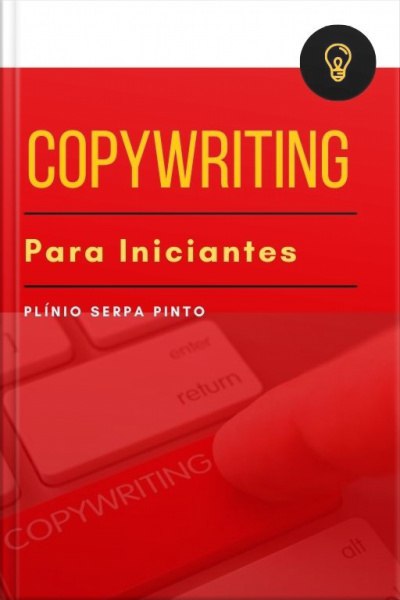 COPYWRITING
Para Iniciantes
PLÍNIO SERPA PINTO
enter
return
COPYWRITING
alt